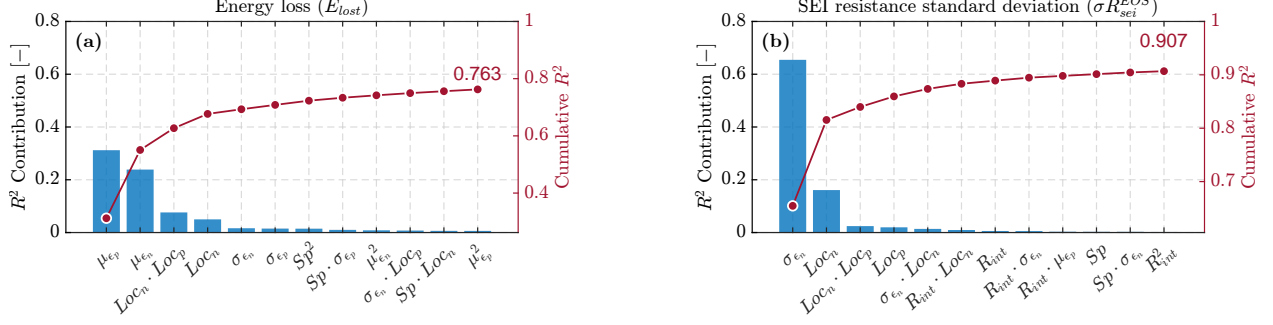 Energy loss (E_lost)
(a)
R² Contribution [−]
0.8
0.6
0.4
0.2
0
Cumulative R²
1
0.8
0.6
0.4
0.763
μ_ϵp
μ_ϵn
Loc_n · Loc_p
Loc_n
σ_ϵn
σ_ϵp
Sp²
Sp · σ_ϵp
μ²_ϵn
σ_ϵn · Loc_p
Sp · Loc_n
μ²_ϵp
SEI resistance standard deviation (σR_sei^EOS)
(b)
R² Contribution [−]
0.8
0.6
0.4
0.2
0
Cumulative R²
1
0.9
0.8
0.7
0.907
σ_ϵn
Loc_n
Loc_n · Loc_p
Loc_p
σ_ϵn · Loc_n
R_int · Loc_n
R_int
R_int · σ_ϵn
R_int · μ_ϵp
Sp
Sp · σ_ϵn
R²_int